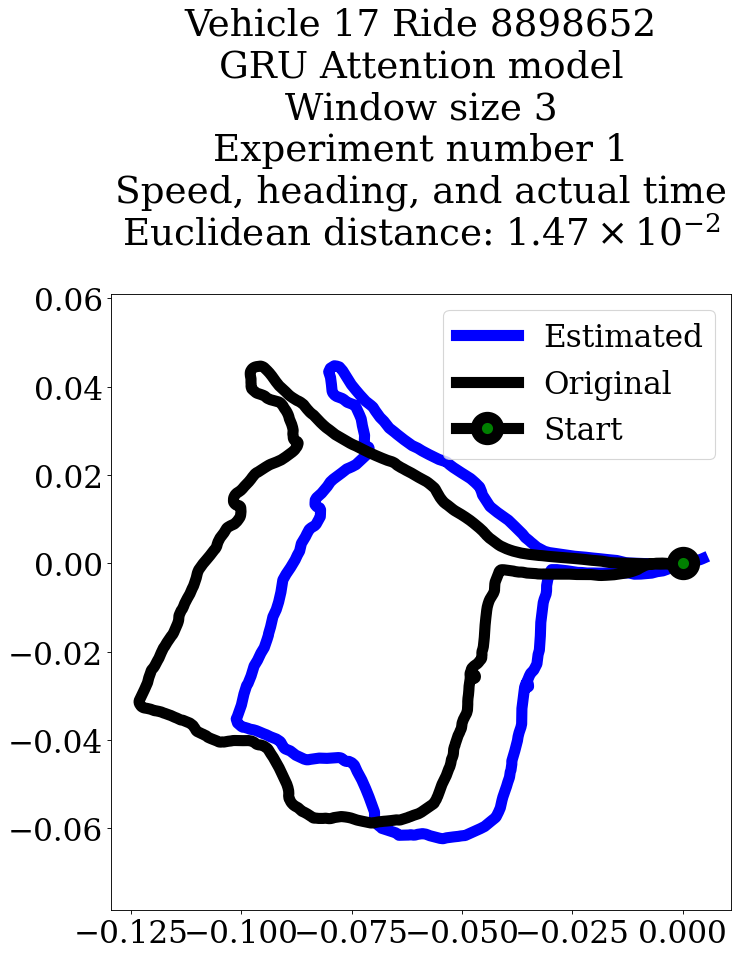 Vehicle 17 Ride 8898652
GRU Attention model
Window size 3
Experiment number 1
Speed, heading, and actual time
Euclidean distance: 1.47 × 10⁻²
0.06
Estimated
0.04
Original
Start
0.02
0.00
−0.02
−0.04
−0.06
−0.125 −0.100 −0.075 −0.050 −0.025 0.000